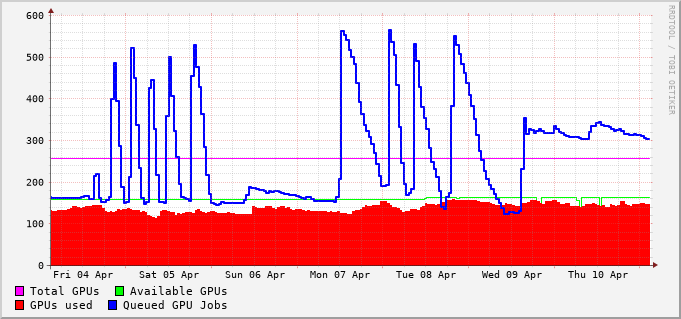 600
500
400
300
200
100
0
Fri 04 Apr Sat 05 Apr Sun 06 Apr Mon 07 Apr Tue 08 Apr Wed 09 Apr Thu 10 Apr
Total GPUs Available GPUs
GPUs used Queued GPU Jobs
RRDTOOL / TOBI OETIKER